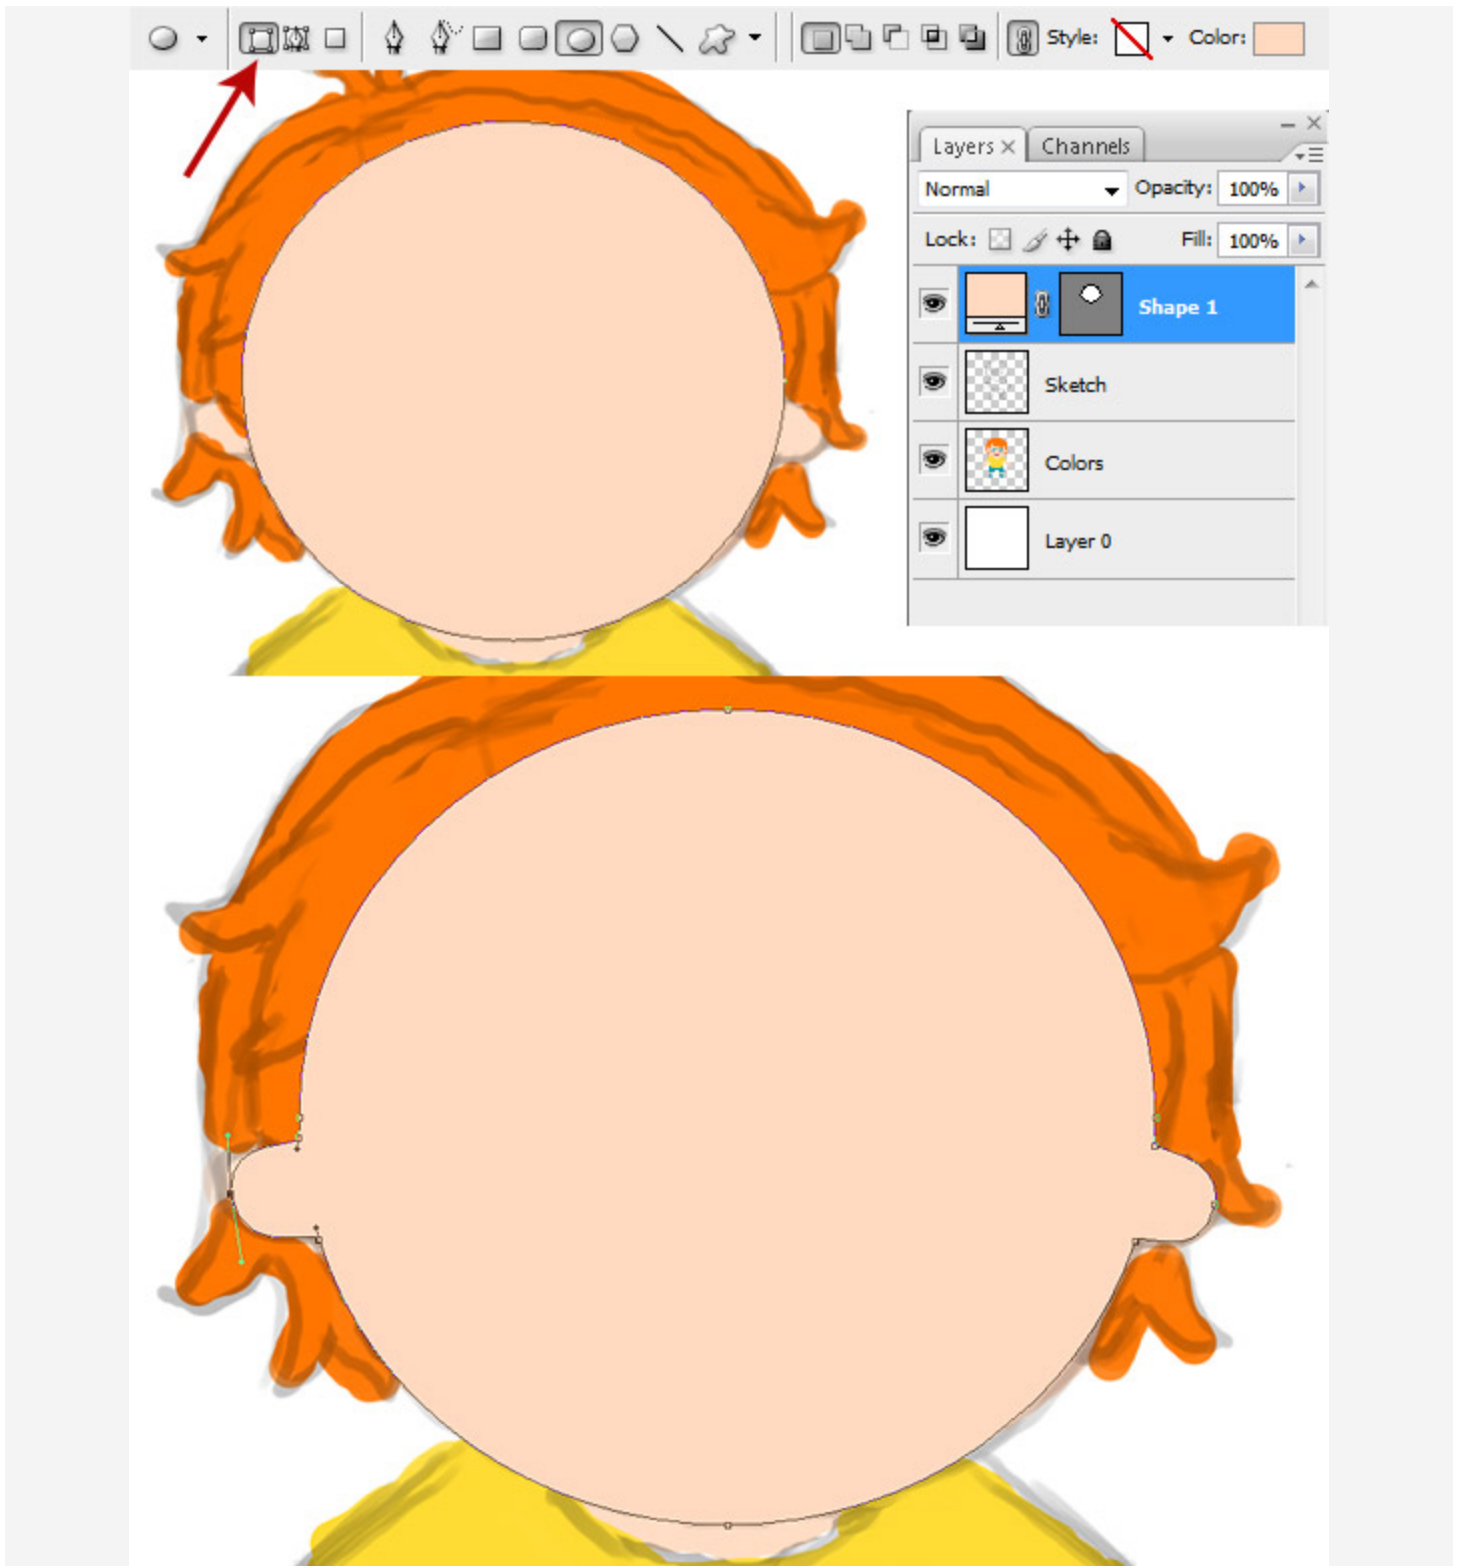 Style: Color:
Layers Channels
Normal Opacity: 100%
Lock: Fill: 100%
Shape 1
Sketch
Colors
Layer 0